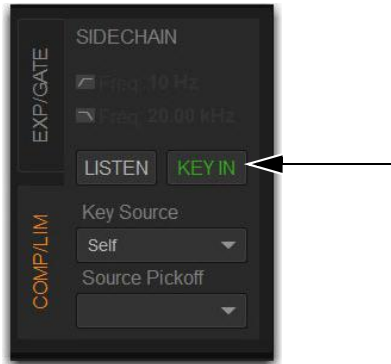 SIDECHAIN
EXP/GATE
Freq: 10 Hz
Freq: 20.00 kHz
LISTEN
KEY IN
COMP/LIM
Key Source
Self
Source Pickoff